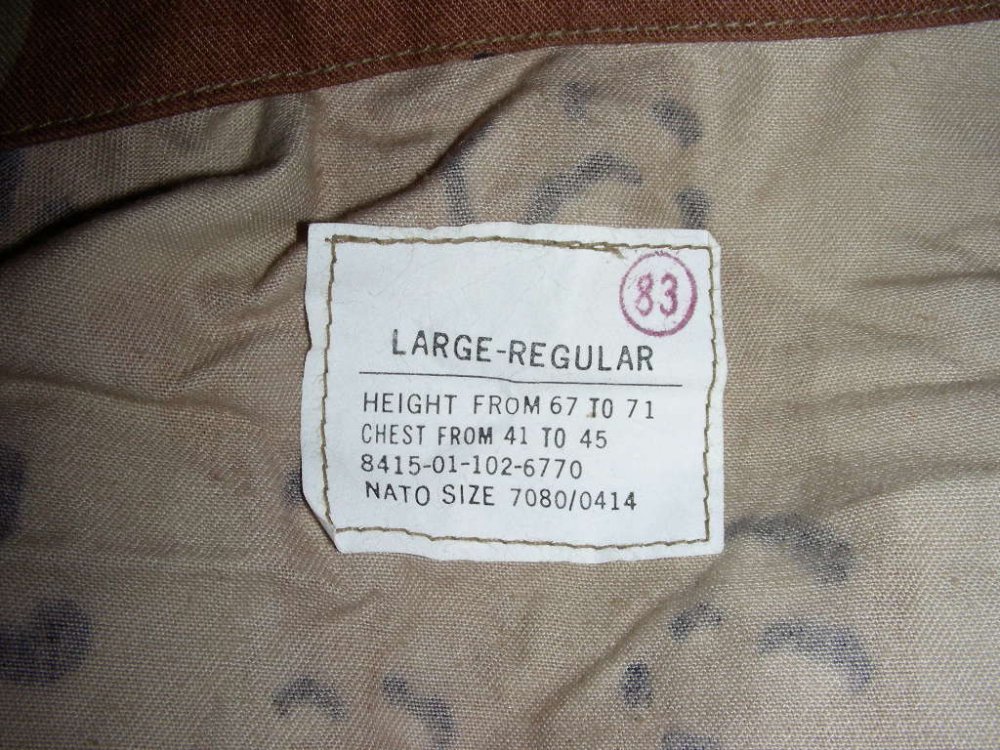 83
LARGE-REGULAR
HEIGHT FROM 67 TO 71
CHEST FROM 41 TO 45
8415-01-102-6770
NATO SIZE 7080/0414